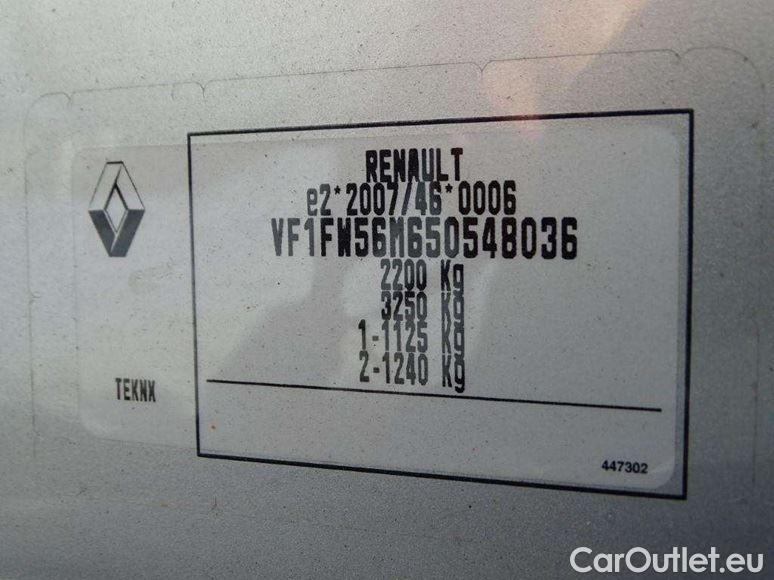 RENAULT
e2*2007/46*0006
VF1FW56M650548036
2200 Kg
3250 Kg
1-1125 Kg
2-1240 Kg
TEKNX
447302
CarOutlet.eu